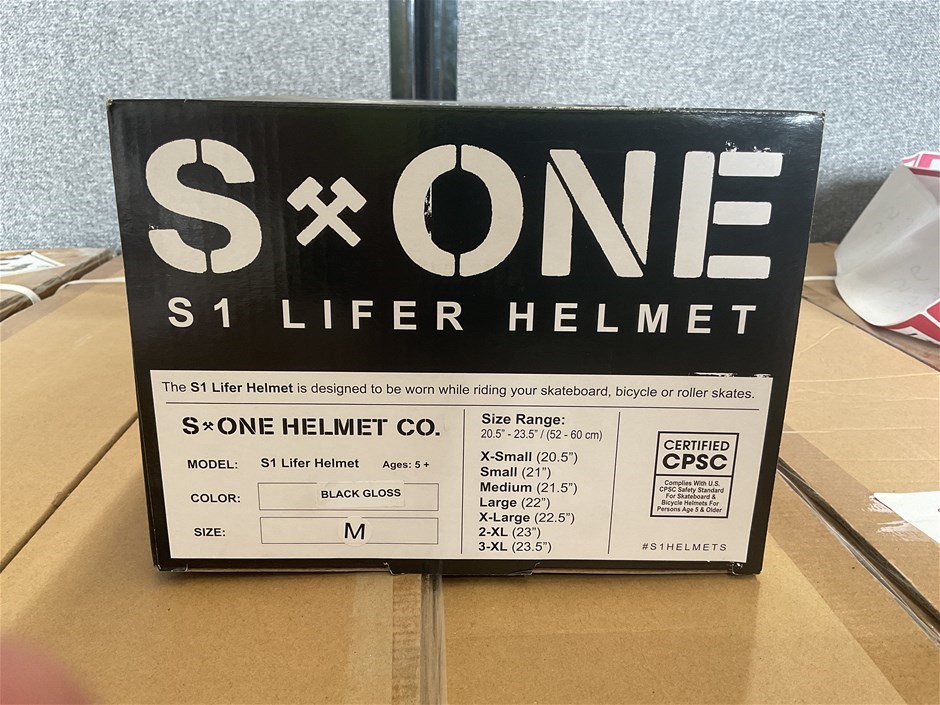 S ONE
S1 LIFER HELMET
The S1 Lifer Helmet is designed to be worn while riding your skateboard, bicycle or roller skates.
S ONE HELMET CO.
MODEL: S1 Lifer Helmet Ages: 5 +
COLOR: BLACK GLOSS
SIZE: M
Size Range:
20.5" - 23.5" / (52 - 60 cm)
X-Small (20.5")
Small (21")
Medium (21.5")
Large (22")
X-Large (22.5")
2-XL (23")
3-XL (23.5")
CERTIFIED
CPSC
Complies With U.S.
CPSC Safety Standard
For Skateboard &
Bicycle Helmets For
Persons Age 5 & Older
#S1HELMETS